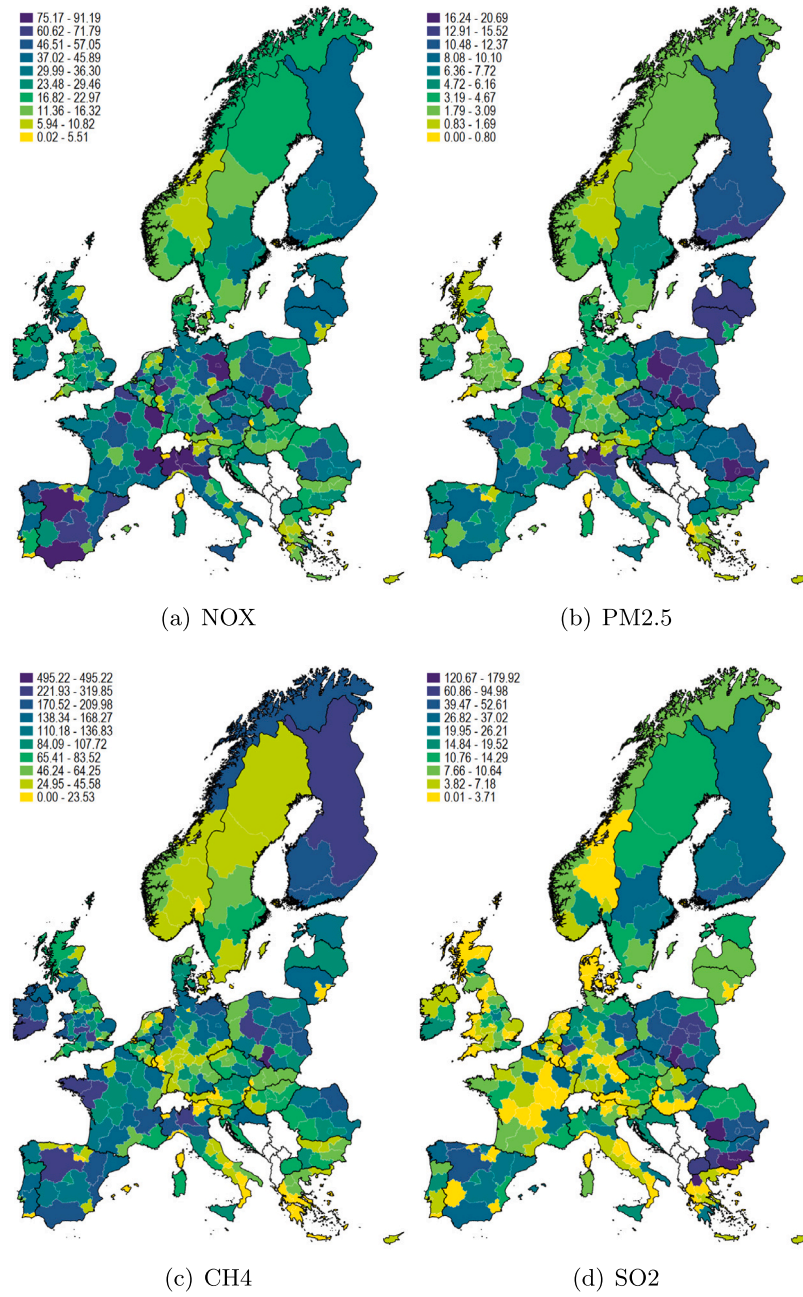 75.17 - 91.19
60.62 - 71.79
46.51 - 57.05
37.02 - 45.89
29.99 - 36.30
23.48 - 29.46
16.82 - 22.97
11.36 - 16.32
5.94 - 10.82
0.02 - 5.51
16.24 - 20.69
12.91 - 15.52
10.48 - 12.37
8.08 - 10.10
6.36 - 7.72
4.72 - 6.16
3.19 - 4.67
1.79 - 3.09
0.83 - 1.69
0.00 - 0.80
(a) NOX
(b) PM2.5
495.22 - 495.22
221.93 - 319.85
170.52 - 209.98
138.34 - 168.27
110.18 - 136.83
84.09 - 107.72
65.41 - 83.52
46.24 - 64.25
24.95 - 45.58
0.00 - 23.53
120.67 - 179.92
60.86 - 94.98
39.47 - 52.61
26.82 - 37.02
19.95 - 26.21
14.84 - 19.52
10.76 - 14.29
7.66 - 10.64
3.82 - 7.18
0.01 - 3.71
(c) CH4
(d) SO2